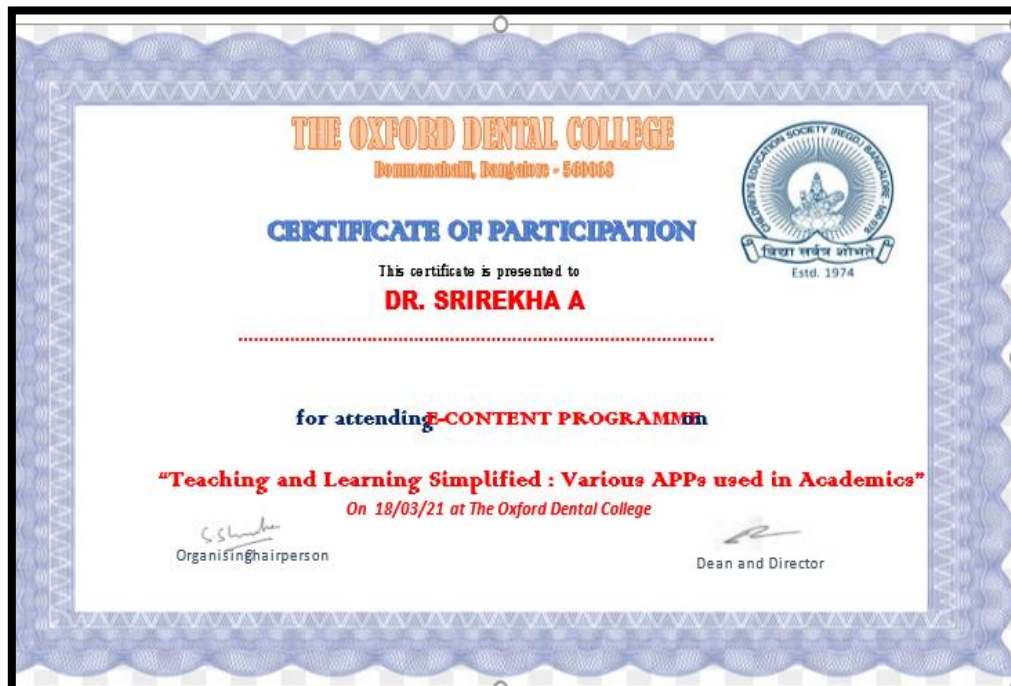 THE OXFORD DENTAL COLLEGE
Bommanahalli, Bangalore - 560068
CHILDREN'S EDUCATION SOCIETY (REGD.) BANGALORE
विद्या सर्वत्र शोभते
Estd. 1974
CERTIFICATE OF PARTICIPATION
This certificate is presented to
DR. SRIREKHA A
for attending E-CONTENT PROGRAMME on
“Teaching and Learning Simplified : Various APPs used in Academics”
On 18/03/21 at The Oxford Dental College
Organising hairperson
Dean and Director